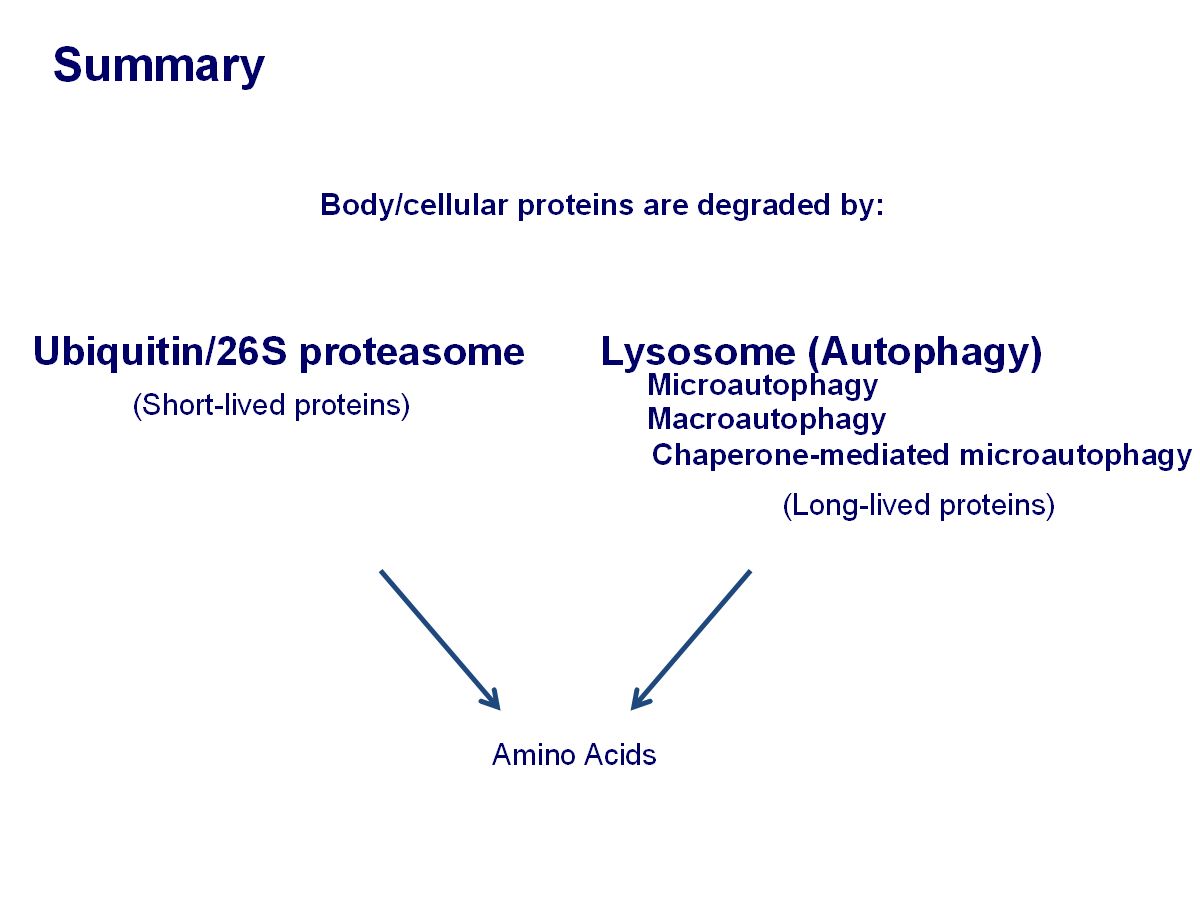 Summary
Body/cellular proteins are degraded by:
Ubiquitin/26S proteasome
(Short-lived proteins)
Lysosome (Autophagy)
Microautophagy
Macroautophagy
Chaperone-mediated microautophagy
(Long-lived proteins)
Amino Acids